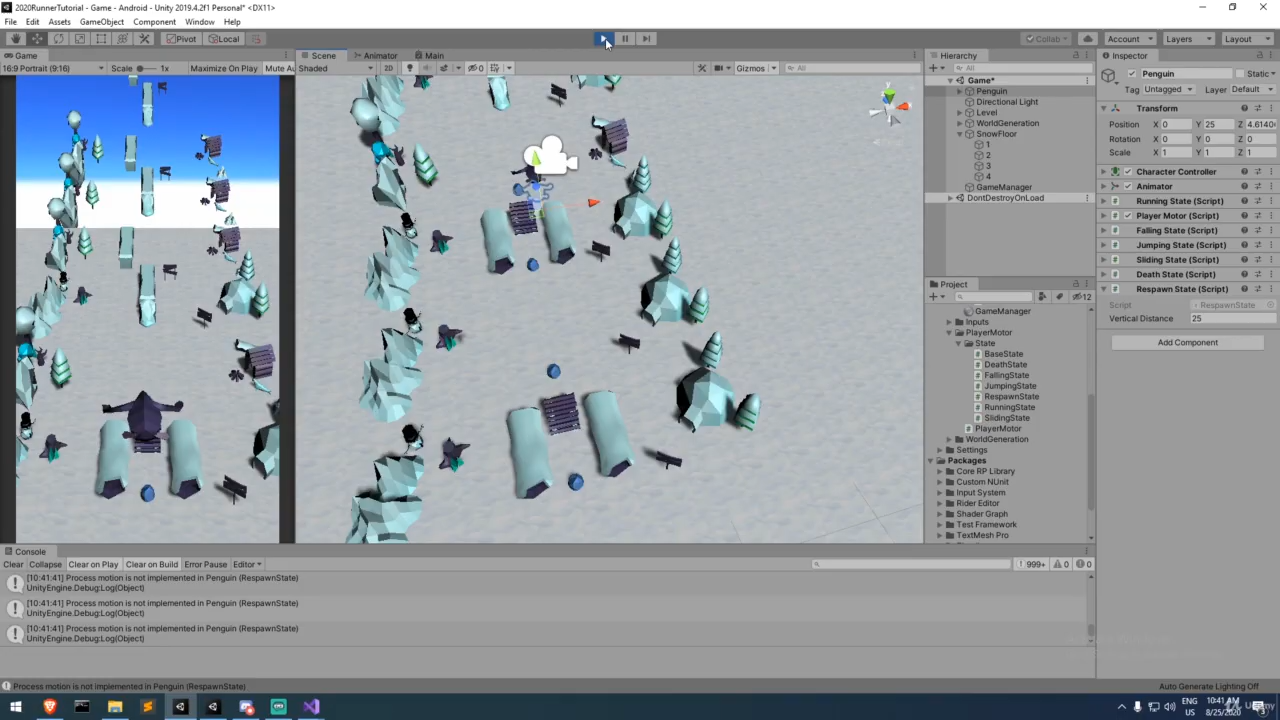 2020RunnerTutorial - Game - Android - Unity 2019.4.2f1 Personal* <DX11>
File Edit Assets GameObject Component Window Help
Pivot Local Collab Account Layers Layout
Game Scene Animator Main Hierarchy Inspector
16:9 Portrait (9:16) Scale 1x Maximize On Play Mute Au Shaded 2D 0 Gizmos All All
Penguin Static
Tag Untagged Layer Default
Transform
Position X 0 Y 25 Z 4.6140
Rotation X 0 Y 0 Z 0
Scale X 1 Y 1 Z 1
Character Controller
Animator
Running State (Script)
Player Motor (Script)
Falling State (Script)
Jumping State (Script)
Sliding State (Script)
Death State (Script)
Respawn State (Script)
Script RespawnState
Vertical Distance 25
Add Component
Game*
Penguin
Directional Light
Level
WorldGeneration
SnowFloor
1
2
3
4
GameManager
DontDestroyOnLoad
Project
12
GameManager
Inputs
PlayerMotor
State
BaseState
DeathState
FallingState
JumpingState
RespawnState
RunningState
SlidingState
PlayerMotor
WorldGeneration
Settings
Packages
Core RP Library
Custom NUnit
Input System
Rider Editor
Shader Graph
Test Framework
TextMesh Pro
Console
Clear Collapse Clear on Play Clear on Build Error Pause Editor 999+ 0 0
[10:41:41] Process motion is not implemented in Penguin (RespawnState)
UnityEngine.Debug:Log(Object)
[10:41:41] Process motion is not implemented in Penguin (RespawnState)
UnityEngine.Debug:Log(Object)
[10:41:41] Process motion is not implemented in Penguin (RespawnState)
UnityEngine.Debug:Log(Object)
Process motion is not implemented in Penguin (RespawnState)
Auto Generate Lighting Off
ENG 10:41 AM
US 8/25/2020
Udemy